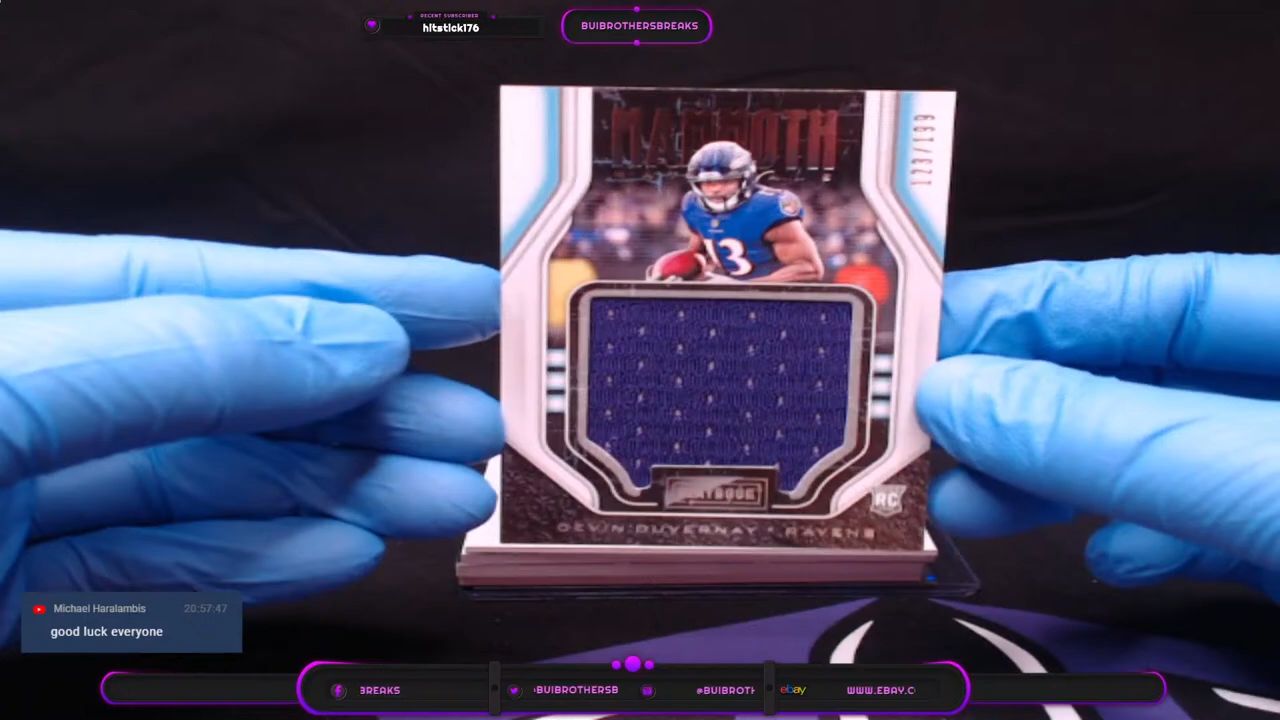 RECENT SUBSCRIBER
hitstick176
BUIBROTHERSBREAKS
MAMMOTH
123/199
13
PLAYBOOK
RC
DEVIN DUVERNAY * RAVENS
Michael Haralambis 20:57:47
good luck everyone
BREAKS
BUIBROTHERSB
@BUIBROTH
ebay
WWW.EBAY.C